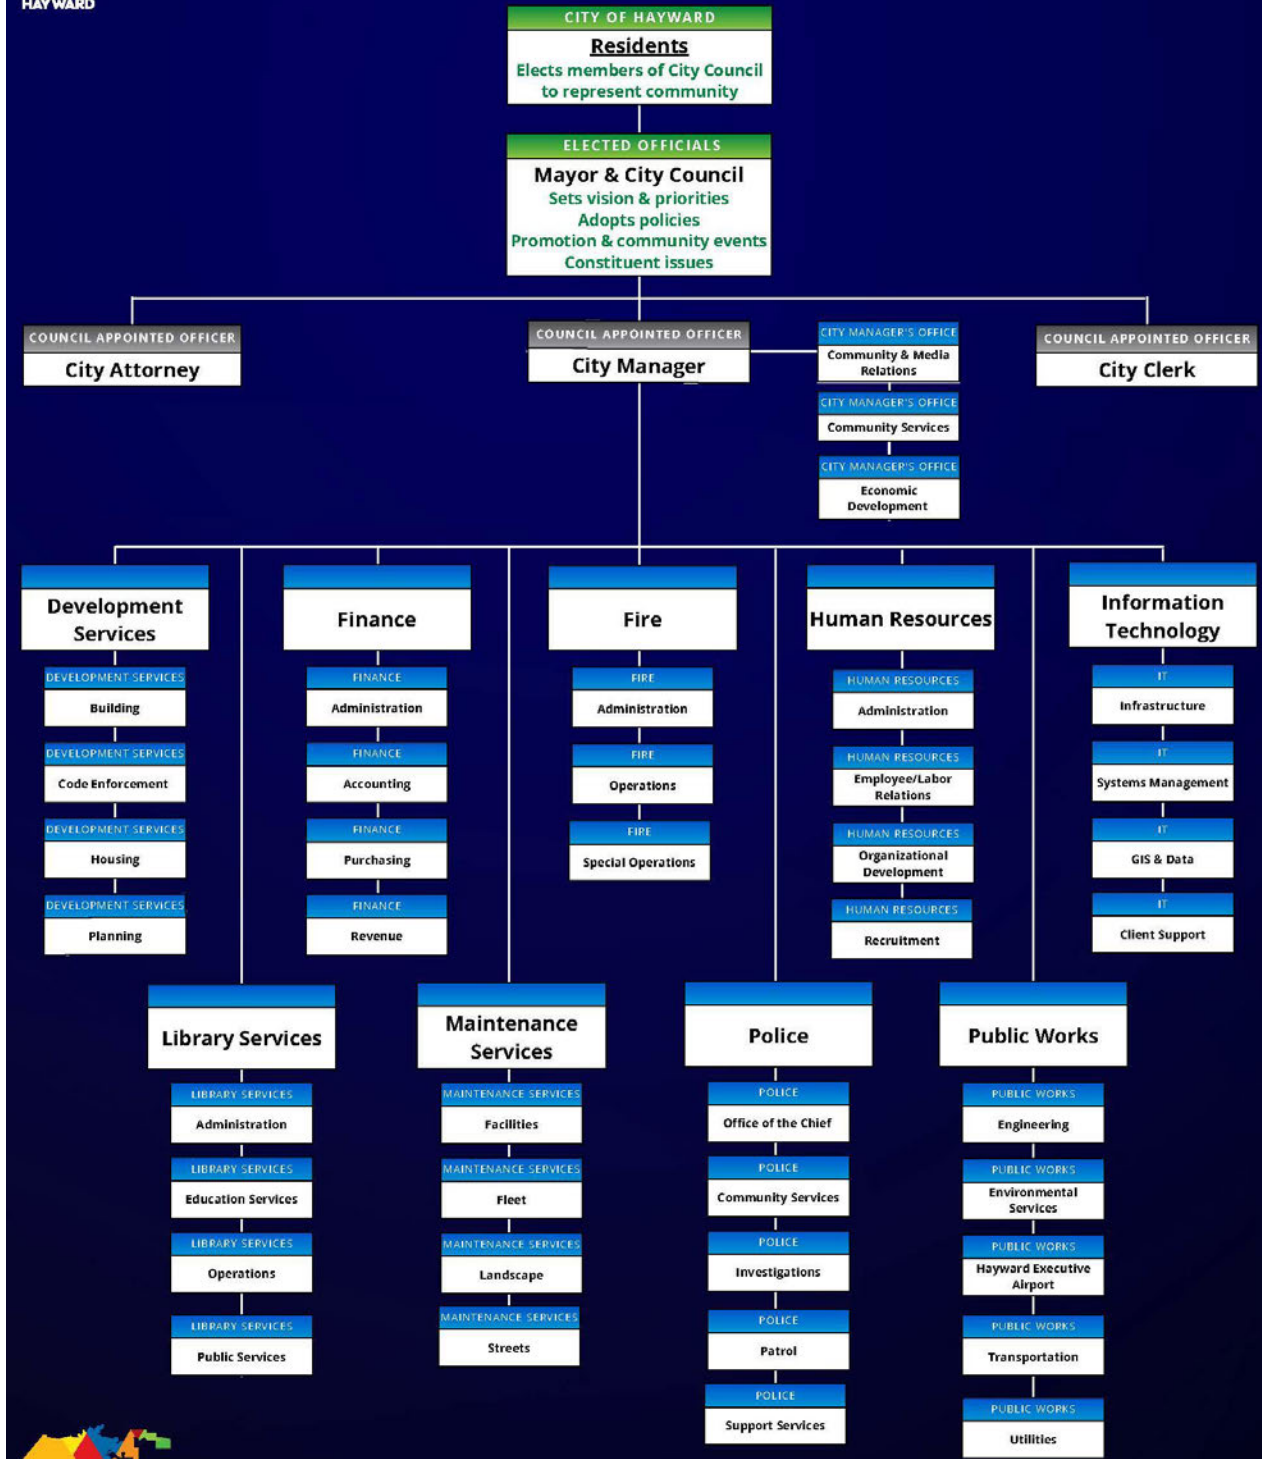 HAYWARD
CITY OF HAYWARD
Residents
Elects members of City Council
to represent community
ELECTED OFFICIALS
Mayor & City Council
Sets vision & priorities
Adopts policies
Promotion & community events
Constituent issues
COUNCIL APPOINTED OFFICER
City Attorney
COUNCIL APPOINTED OFFICER
City Manager
CITY MANAGER'S OFFICE
Community & Media
Relations
CITY MANAGER'S OFFICE
Community Services
CITY MANAGER'S OFFICE
Economic
Development
COUNCIL APPOINTED OFFICER
City Clerk
Development
Services
DEVELOPMENT SERVICES
Building
DEVELOPMENT SERVICES
Code Enforcement
DEVELOPMENT SERVICES
Housing
DEVELOPMENT SERVICES
Planning
Finance
FINANCE
Administration
FINANCE
Accounting
FINANCE
Purchasing
FINANCE
Revenue
Fire
FIRE
Administration
FIRE
Operations
FIRE
Special Operations
Human Resources
HUMAN RESOURCES
Administration
HUMAN RESOURCES
Employee/Labor
Relations
HUMAN RESOURCES
Organizational
Development
HUMAN RESOURCES
Recruitment
Information
Technology
IT
Infrastructure
IT
Systems Management
IT
GIS & Data
IT
Client Support
Library Services
LIBRARY SERVICES
Administration
LIBRARY SERVICES
Education Services
LIBRARY SERVICES
Operations
LIBRARY SERVICES
Public Services
Maintenance
Services
MAINTENANCE SERVICES
Facilities
MAINTENANCE SERVICES
Fleet
MAINTENANCE SERVICES
Landscape
MAINTENANCE SERVICES
Streets
Police
POLICE
Office of the Chief
POLICE
Community Services
POLICE
Investigations
POLICE
Patrol
POLICE
Support Services
Public Works
PUBLIC WORKS
Engineering
PUBLIC WORKS
Environmental
Services
PUBLIC WORKS
Hayward Executive
Airport
PUBLIC WORKS
Transportation
PUBLIC WORKS
Utilities